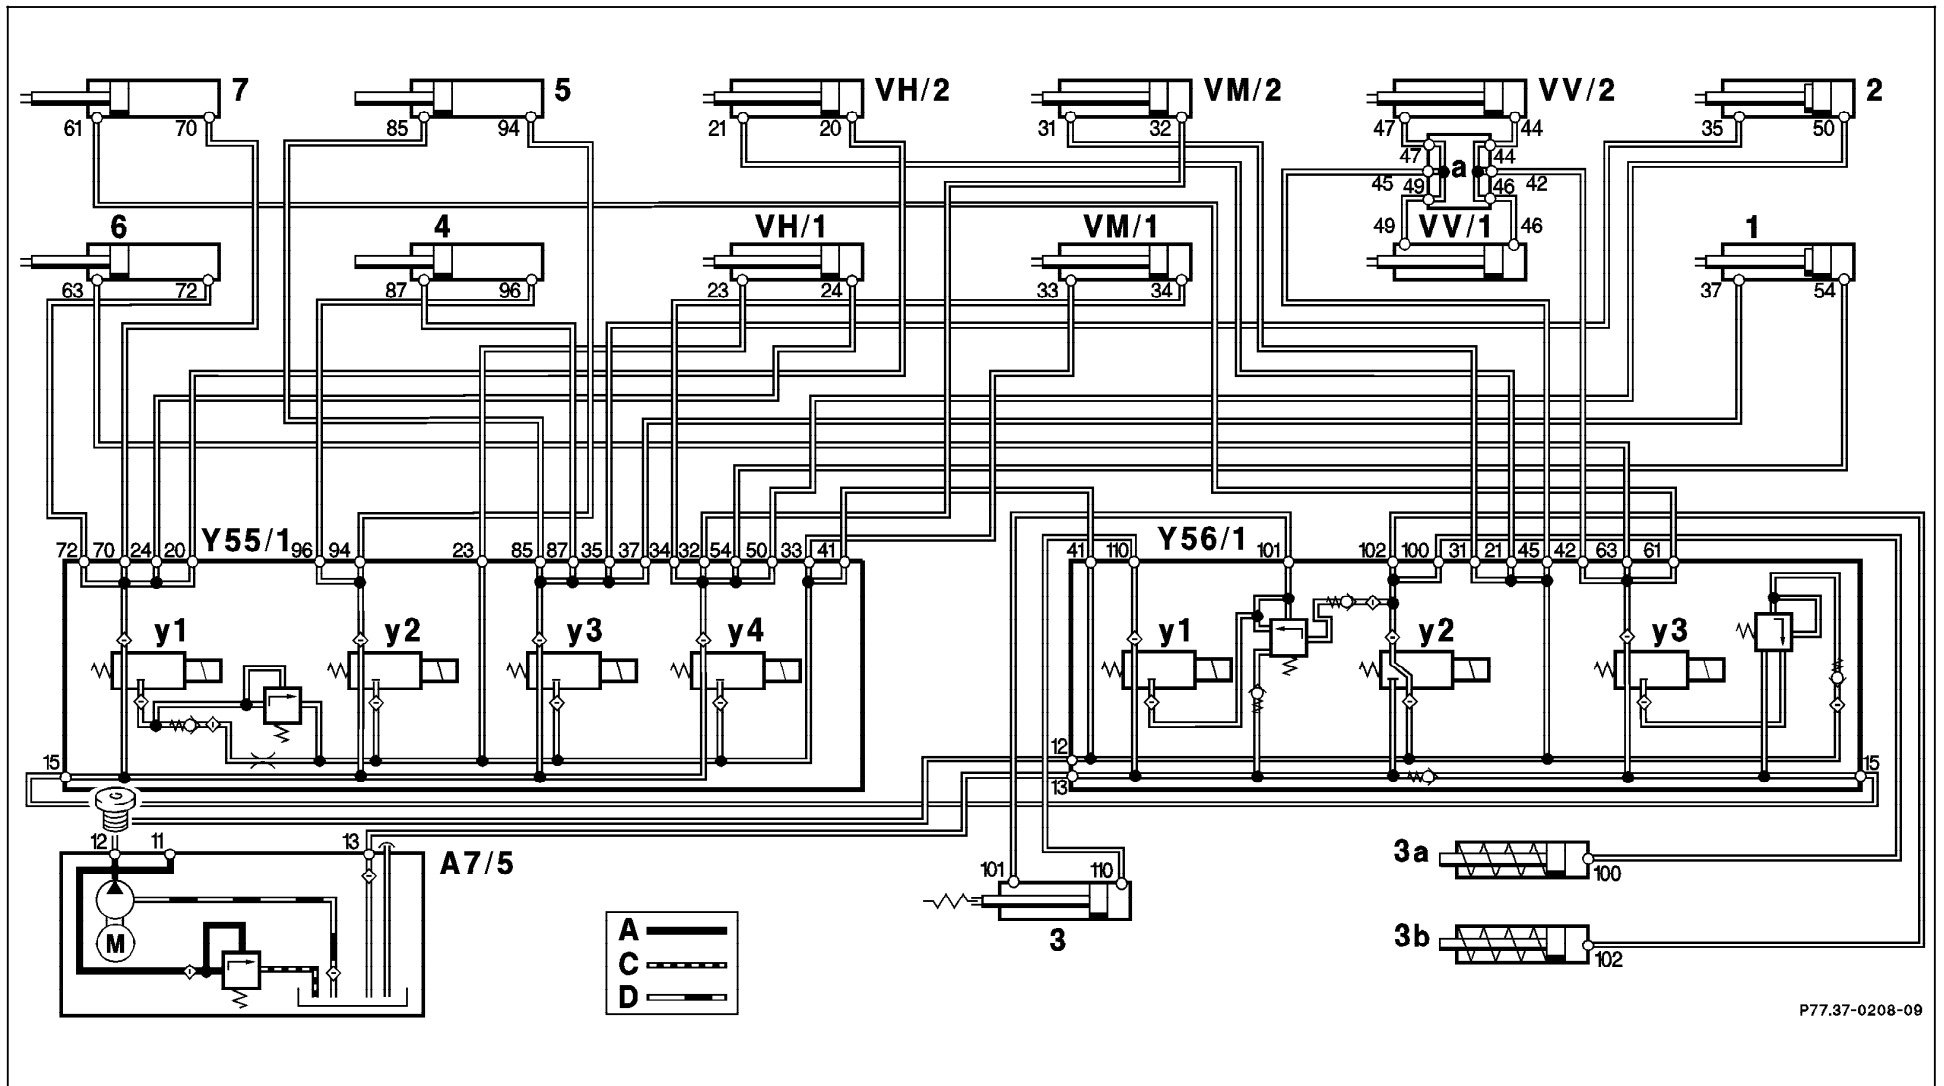 7 5 VH/2 VM/2 VV/2 2
61 70 85 94 21 20 31 32 47 44 35 50
47 44
a
45 49 46 42
6 4 VH/1 VM/1 49 VV/1 46 1
63 72 87 96 23 24 33 34 37 54
72 70 24 20 Y55/1 96 94 23 85 87 35 37 34 32 54 50 33 41 41 110 Y56/1 101 102 100 31 21 45 42 63 61
y1 y2 y3 y4 y1 y2 y3
15 12 13 15
12 11 13 A7/5
M
101 110
3
3a 100
3b 102
A
C
D
P77.37-0208-09